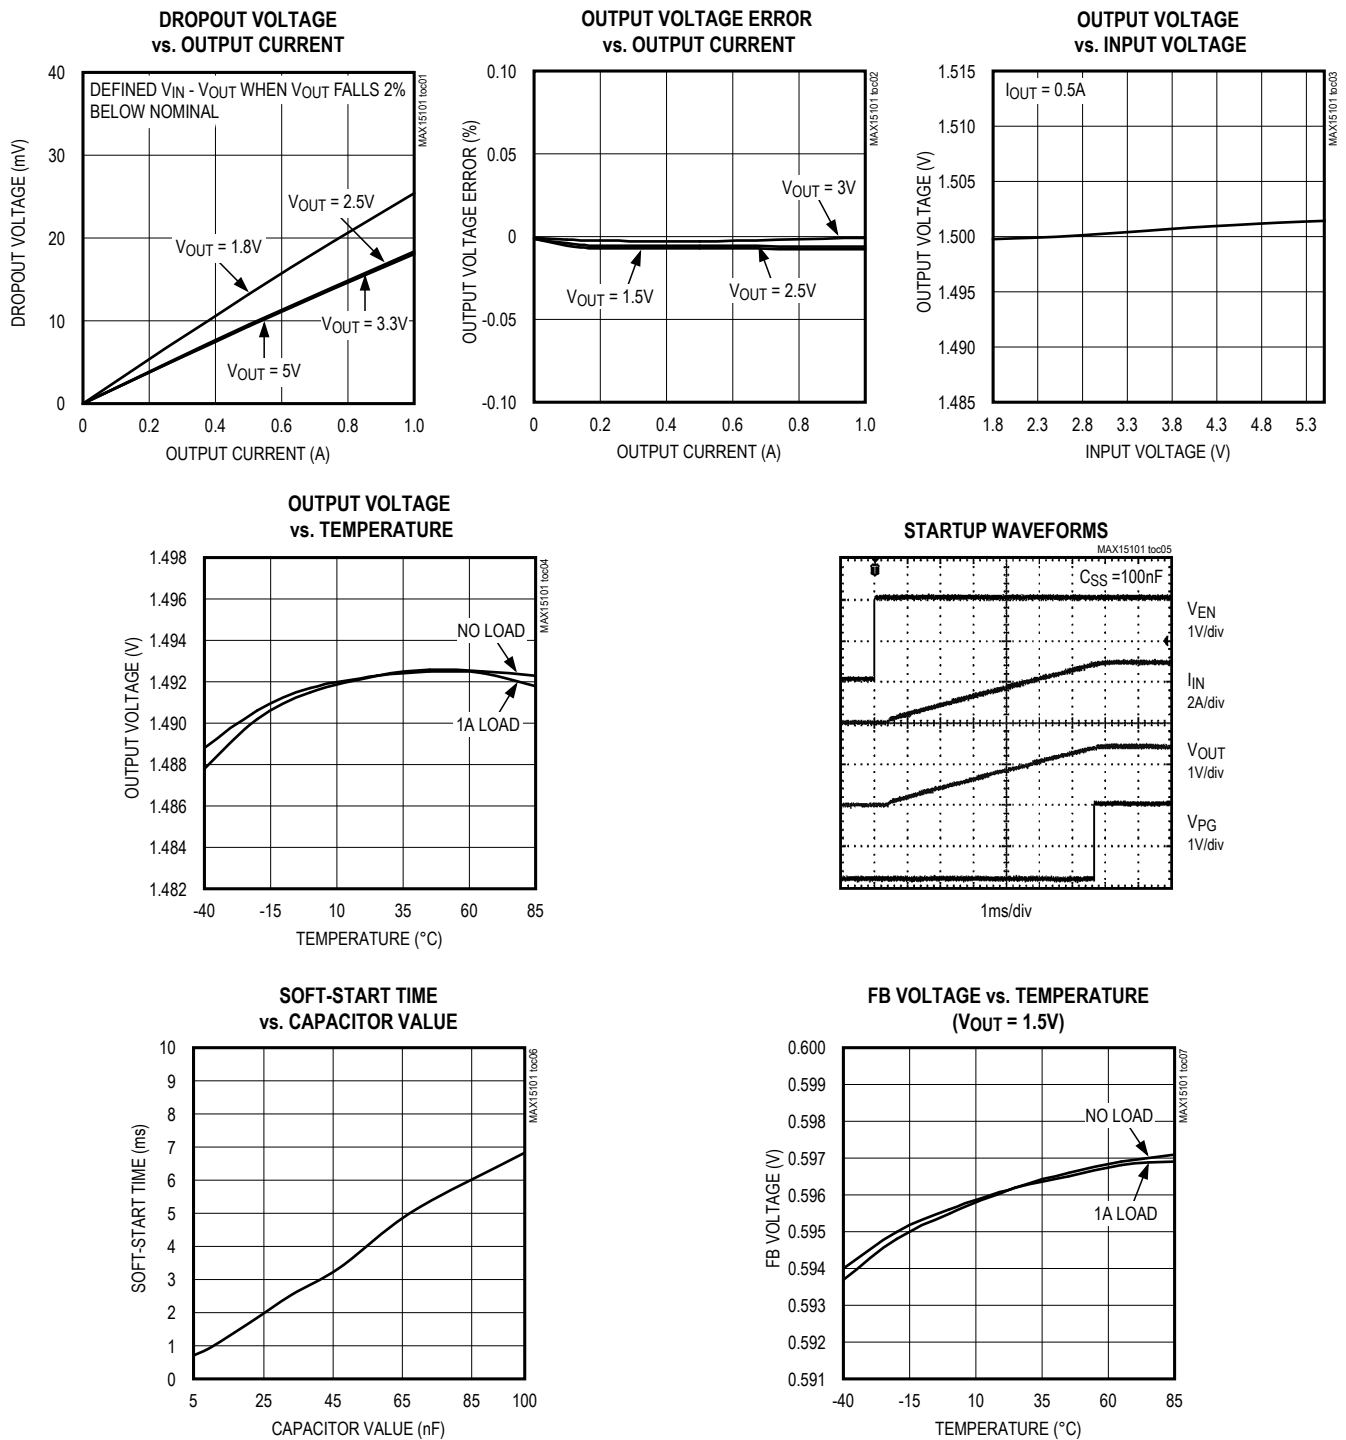 DROPOUT VOLTAGE
vs. OUTPUT CURRENT
40
30
20
10
0
DROPOUT VOLTAGE (mV)
DEFINED VIN - VOUT WHEN VOUT FALLS 2%
BELOW NOMINAL
MAX15101 toc01
VOUT = 2.5V
VOUT = 1.8V
VOUT = 3.3V
VOUT = 5V
0 0.2 0.4 0.6 0.8 1.0
OUTPUT CURRENT (A)
OUTPUT VOLTAGE ERROR
vs. OUTPUT CURRENT
0.10
0.05
0
-0.05
-0.10
OUTPUT VOLTAGE ERROR (%)
MAX15101 toc02
VOUT = 3V
VOUT = 1.5V
VOUT = 2.5V
0 0.2 0.4 0.6 0.8 1.0
OUTPUT CURRENT (A)
OUTPUT VOLTAGE
vs. INPUT VOLTAGE
1.515
1.510
1.505
1.500
1.495
1.490
1.485
OUTPUT VOLTAGE (V)
IOUT = 0.5A
MAX15101 toc03
1.8 2.3 2.8 3.3 3.8 4.3 4.8 5.3
INPUT VOLTAGE (V)
OUTPUT VOLTAGE
vs. TEMPERATURE
1.498
1.496
1.494
1.492
1.490
1.488
1.486
1.484
1.482
OUTPUT VOLTAGE (V)
MAX15101 toc04
NO LOAD
1A LOAD
-40 -15 10 35 60 85
TEMPERATURE (°C)
STARTUP WAVEFORMS
MAX15101 toc05
CSS =100nF
VEN
1V/div
IIN
2A/div
VOUT
1V/div
VPG
1V/div
1ms/div
SOFT-START TIME
vs. CAPACITOR VALUE
10
9
8
7
6
5
4
3
2
1
0
SOFT-START TIME (ms)
MAX15101 toc06
5 25 45 65 85 100
CAPACITOR VALUE (nF)
FB VOLTAGE vs. TEMPERATURE
(VOUT = 1.5V)
0.600
0.599
0.598
0.597
0.596
0.595
0.594
0.593
0.592
0.591
FB VOLTAGE (V)
MAX15101 toc07
NO LOAD
1A LOAD
-40 -15 10 35 60 85
TEMPERATURE (°C)